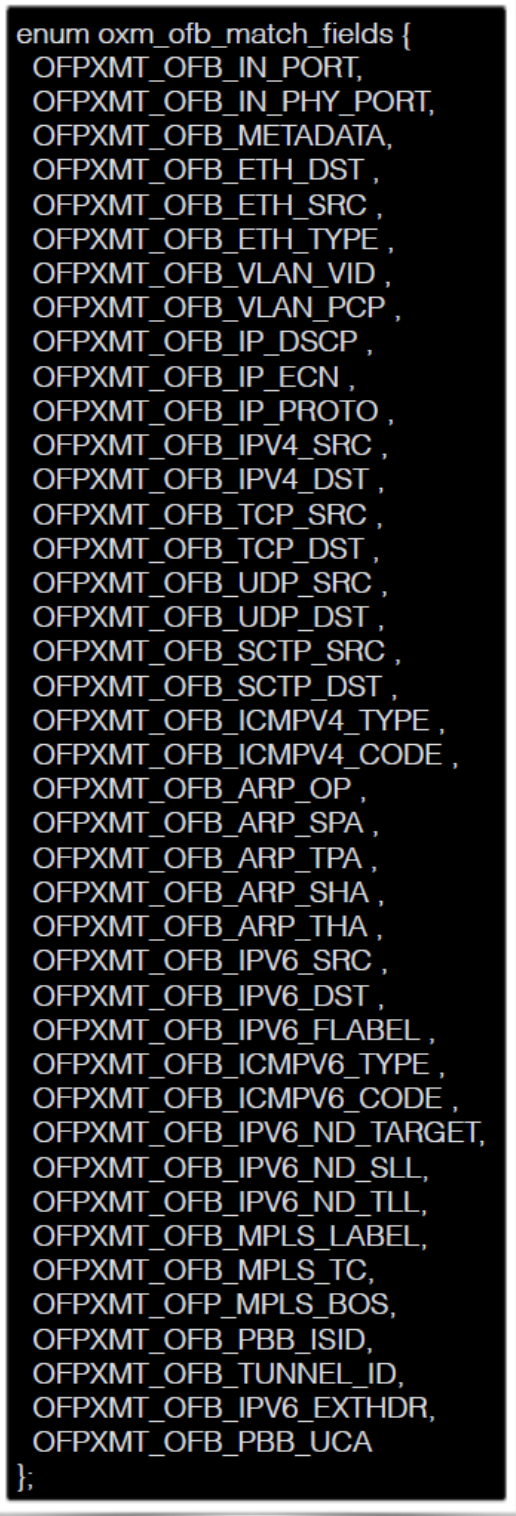 enum oxm_ofb_match_fields {
OFPXMT_OFB_IN_PORT,
OFPXMT_OFB_IN_PHY_PORT,
OFPXMT_OFB_METADATA,
OFPXMT_OFB_ETH_DST ,
OFPXMT_OFB_ETH_SRC ,
OFPXMT_OFB_ETH_TYPE ,
OFPXMT_OFB_VLAN_VID ,
OFPXMT_OFB_VLAN_PCP ,
OFPXMT_OFB_IP_DSCP ,
OFPXMT_OFB_IP_ECN ,
OFPXMT_OFB_IP_PROTO ,
OFPXMT_OFB_IPV4_SRC ,
OFPXMT_OFB_IPV4_DST ,
OFPXMT_OFB_TCP_SRC ,
OFPXMT_OFB_TCP_DST ,
OFPXMT_OFB_UDP_SRC ,
OFPXMT_OFB_UDP_DST ,
OFPXMT_OFB_SCTP_SRC ,
OFPXMT_OFB_SCTP_DST ,
OFPXMT_OFB_ICMPV4_TYPE ,
OFPXMT_OFB_ICMPV4_CODE ,
OFPXMT_OFB_ARP_OP ,
OFPXMT_OFB_ARP_SPA ,
OFPXMT_OFB_ARP_TPA ,
OFPXMT_OFB_ARP_SHA ,
OFPXMT_OFB_ARP_THA ,
OFPXMT_OFB_IPV6_SRC ,
OFPXMT_OFB_IPV6_DST ,
OFPXMT_OFB_IPV6_FLABEL ,
OFPXMT_OFB_ICMPV6_TYPE ,
OFPXMT_OFB_ICMPV6_CODE ,
OFPXMT_OFB_IPV6_ND_TARGET,
OFPXMT_OFB_IPV6_ND_SLL,
OFPXMT_OFB_IPV6_ND_TLL,
OFPXMT_OFB_MPLS_LABEL,
OFPXMT_OFB_MPLS_TC,
OFPXMT_OFP_MPLS_BOS,
OFPXMT_OFB_PBB_ISID,
OFPXMT_OFB_TUNNEL_ID,
OFPXMT_OFB_IPV6_EXTHDR,
OFPXMT_OFB_PBB_UCA
};